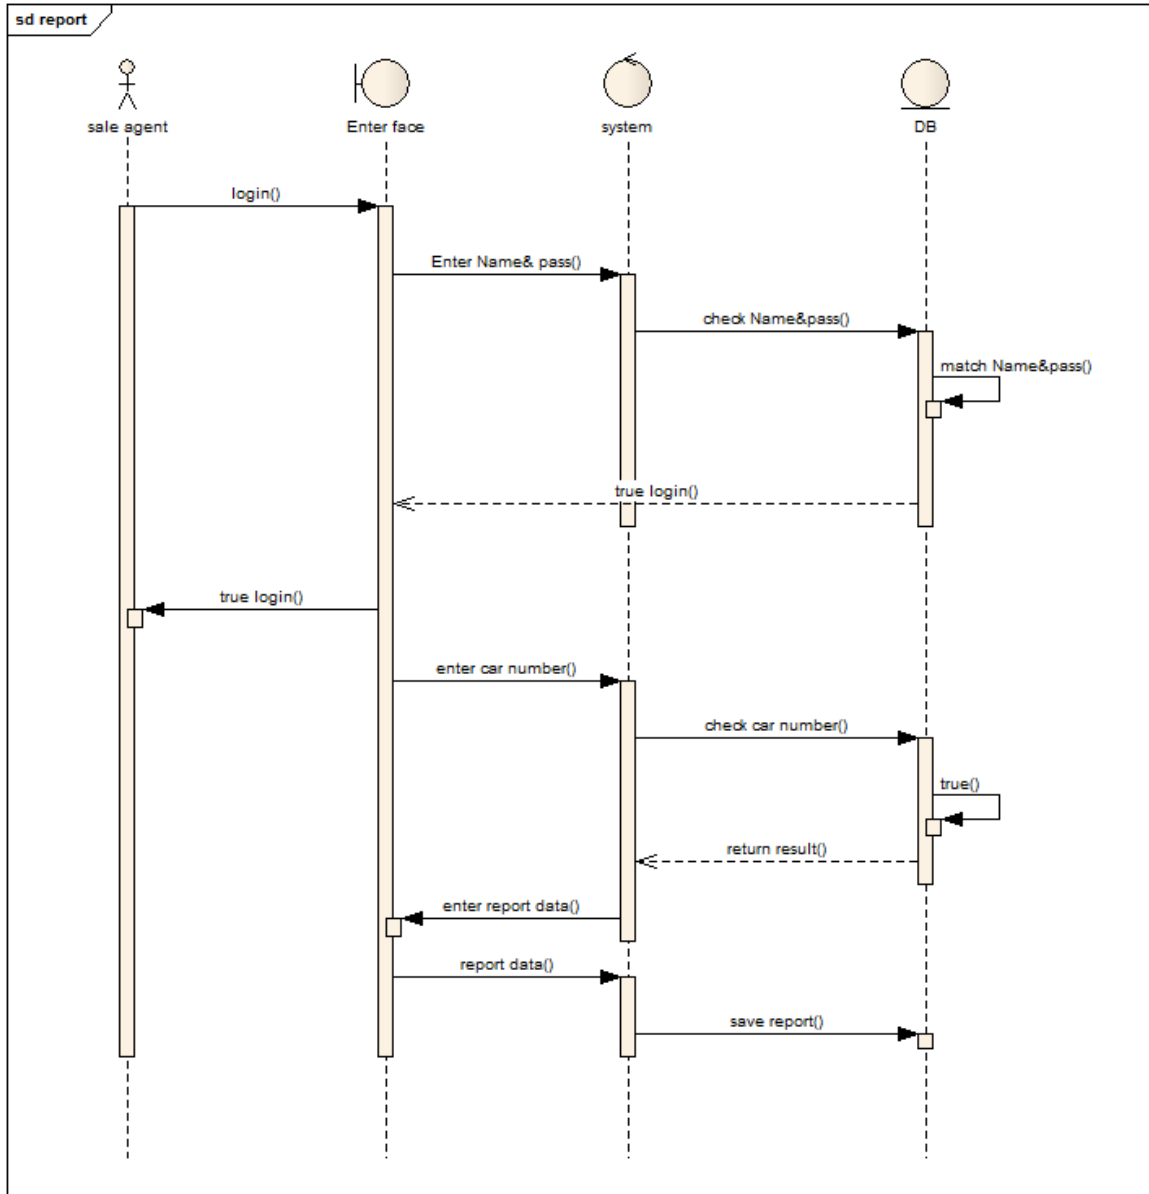 sd report
sale agent
Enter face
system
DB
login()
Enter Name& pass()
check Name&pass()
match Name&pass()
true login()
true login()
enter car number()
check car number()
true()
return result()
enter report data()
report data()
save report()